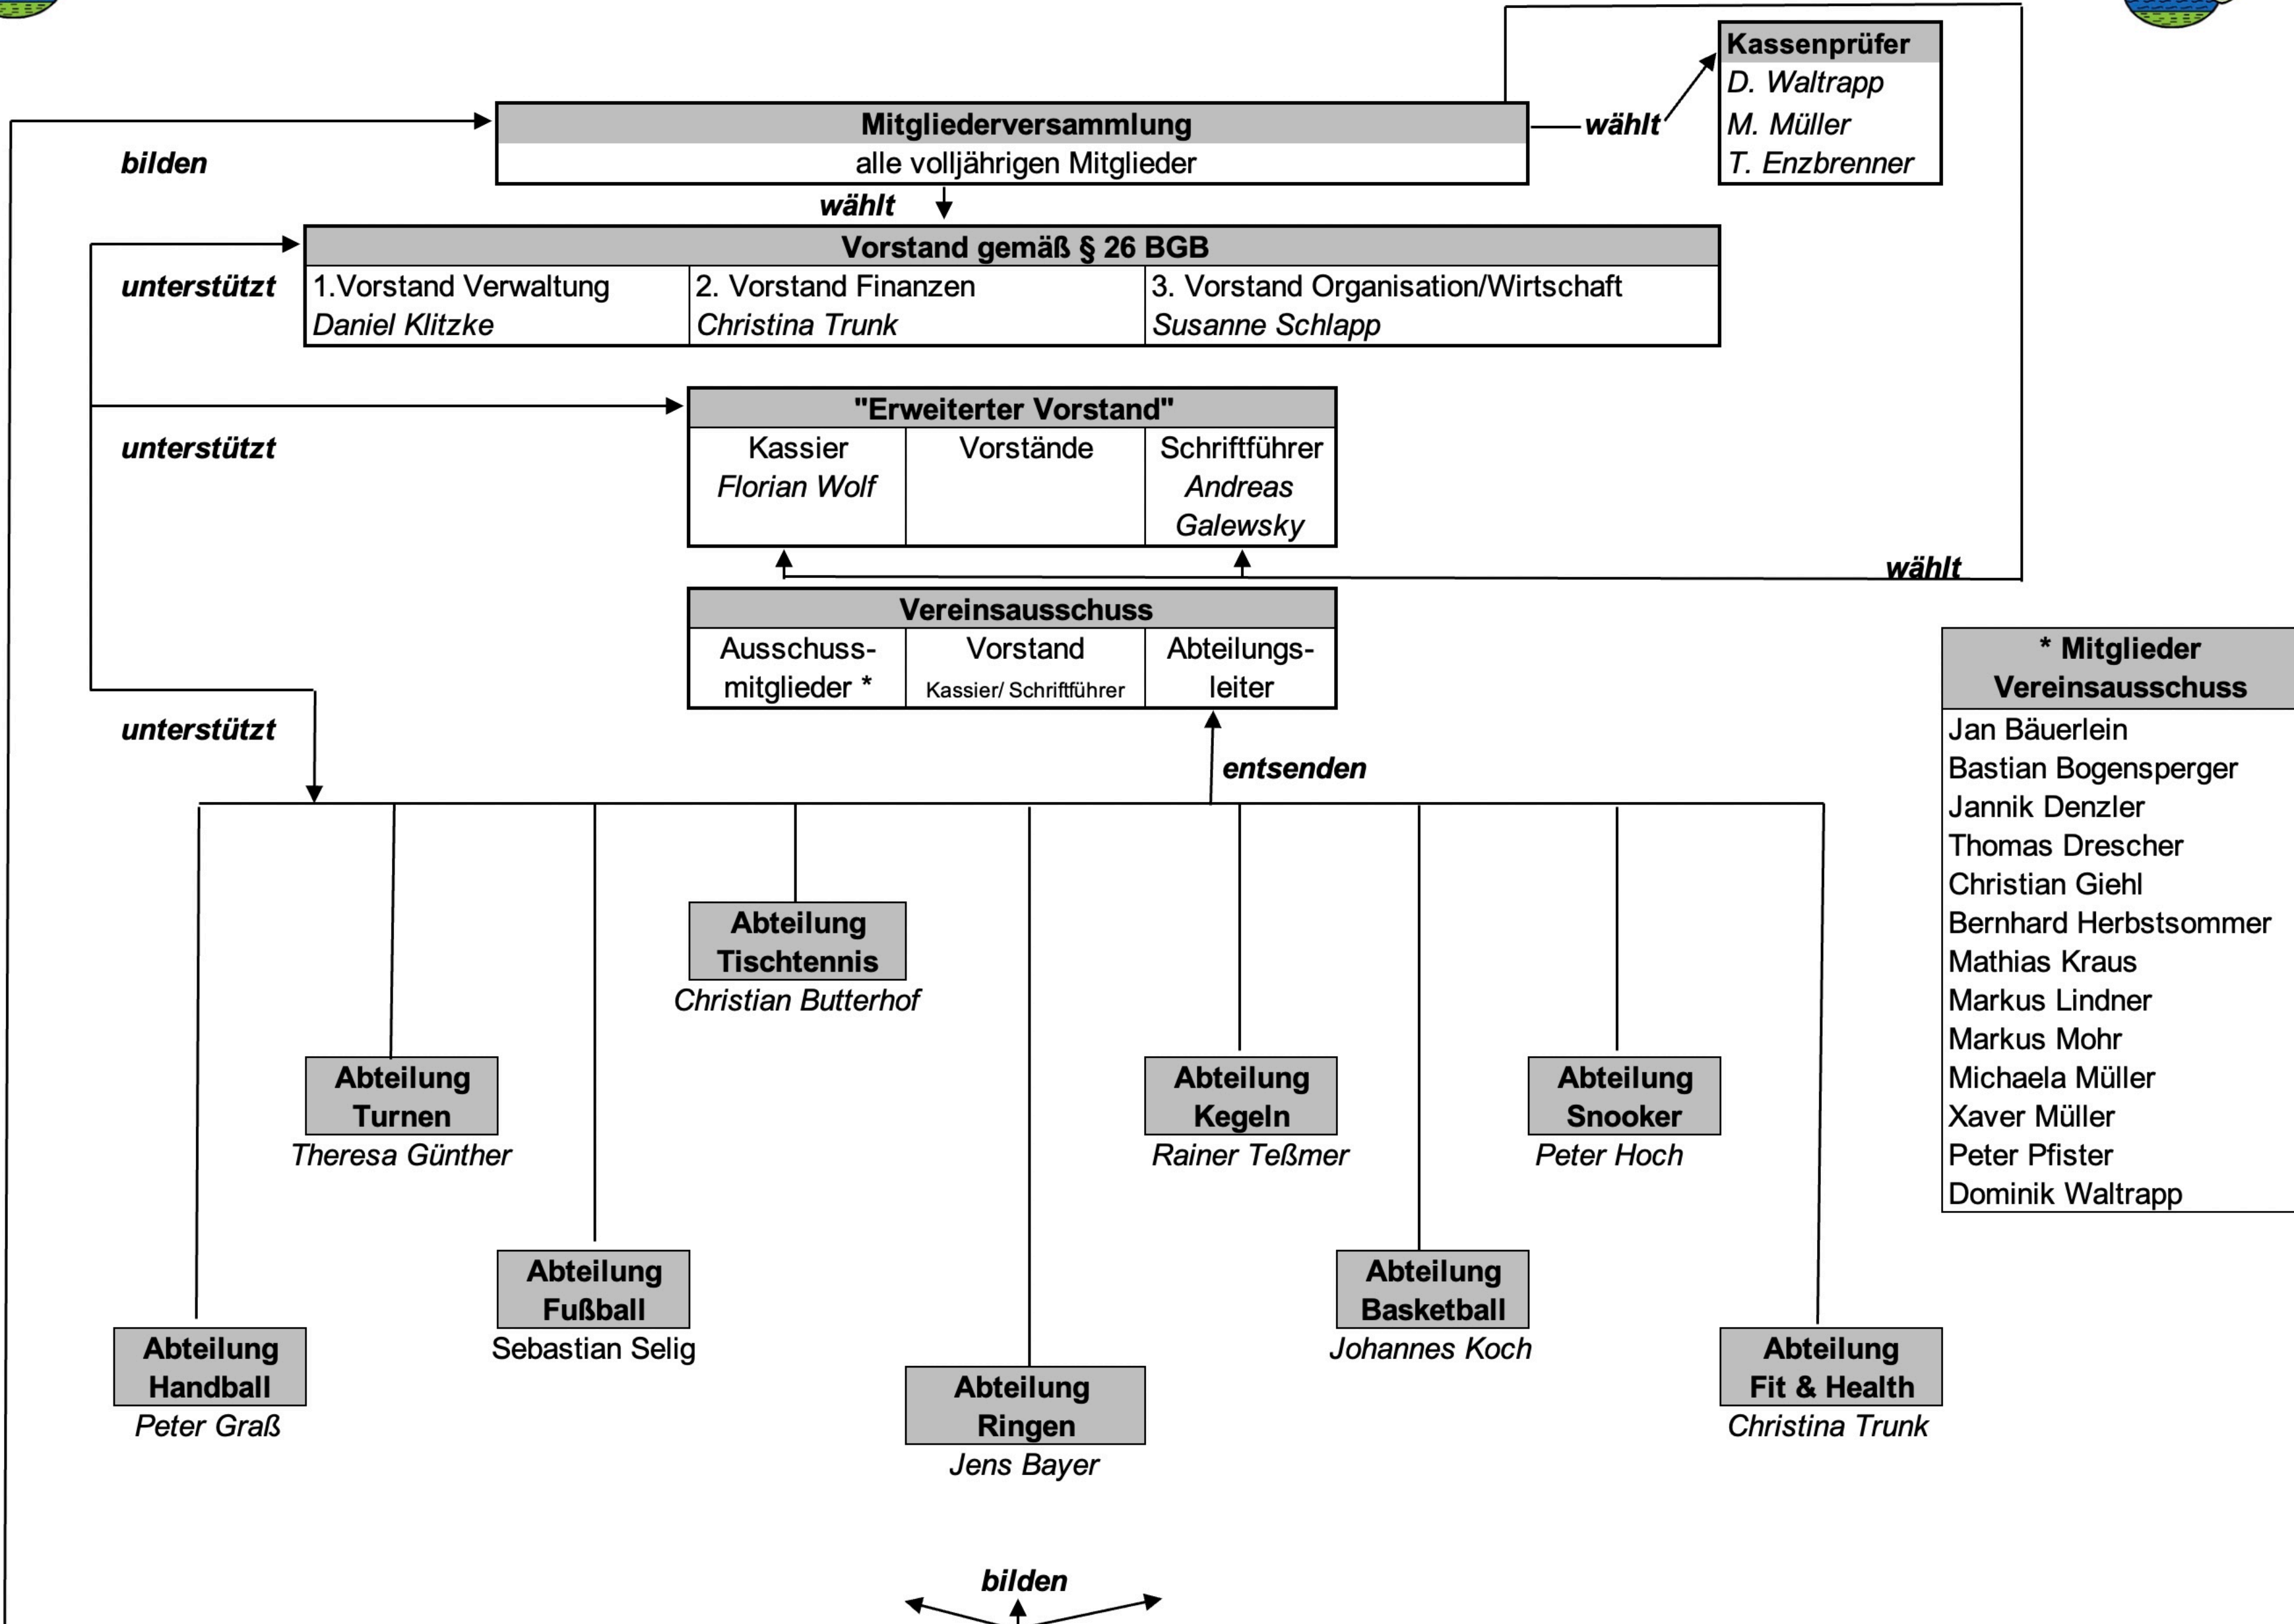 Kassenprüfer
D. Waltrapp
M. Müller
T. Enzbrenner
Mitgliederversammlung
alle volljährigen Mitglieder
wählt
bilden
wählt
Vorstand gemäß § 26 BGB
unterstützt
1.Vorstand Verwaltung
Daniel Klitzke
2. Vorstand Finanzen
Christina Trunk
3. Vorstand Organisation/Wirtschaft
Susanne Schlapp
"Erweiterter Vorstand"
unterstützt
Kassier
Florian Wolf
Vorstände
Schriftführer
Andreas
Galewsky
wählt
Vereinsausschuss
Ausschuss-
mitglieder *
Vorstand
Kassier/ Schriftführer
Abteilungs-
leiter
unterstützt
entsenden
* Mitglieder
Vereinsausschuss
Jan Bäuerlein
Bastian Bogensperger
Jannik Denzler
Thomas Drescher
Christian Giehl
Bernhard Herbstsommer
Mathias Kraus
Markus Lindner
Markus Mohr
Michaela Müller
Xaver Müller
Peter Pfister
Dominik Waltrapp
Abteilung
Tischtennis
Christian Butterhof
Abteilung
Turnen
Theresa Günther
Abteilung
Kegeln
Rainer Teßmer
Abteilung
Snooker
Peter Hoch
Abteilung
Fußball
Sebastian Selig
Abteilung
Basketball
Johannes Koch
Abteilung
Handball
Peter Graß
Abteilung
Ringen
Jens Bayer
Abteilung
Fit & Health
Christina Trunk
bilden